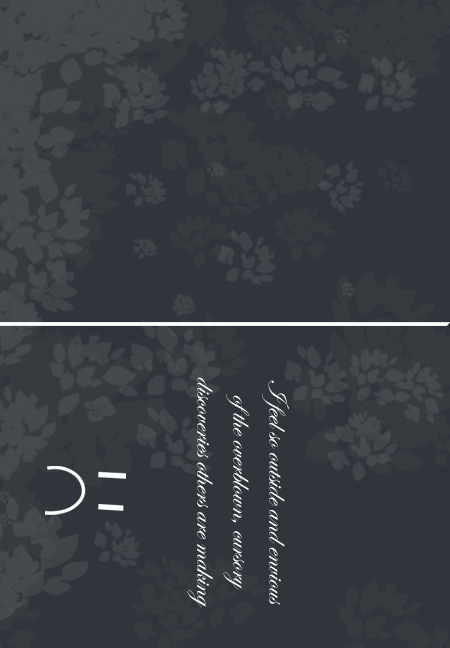 I feel so outside and envious
of the overblown, cursory
discoveries others are making